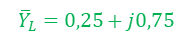 Ȳ_L = 0,25 + j0,75